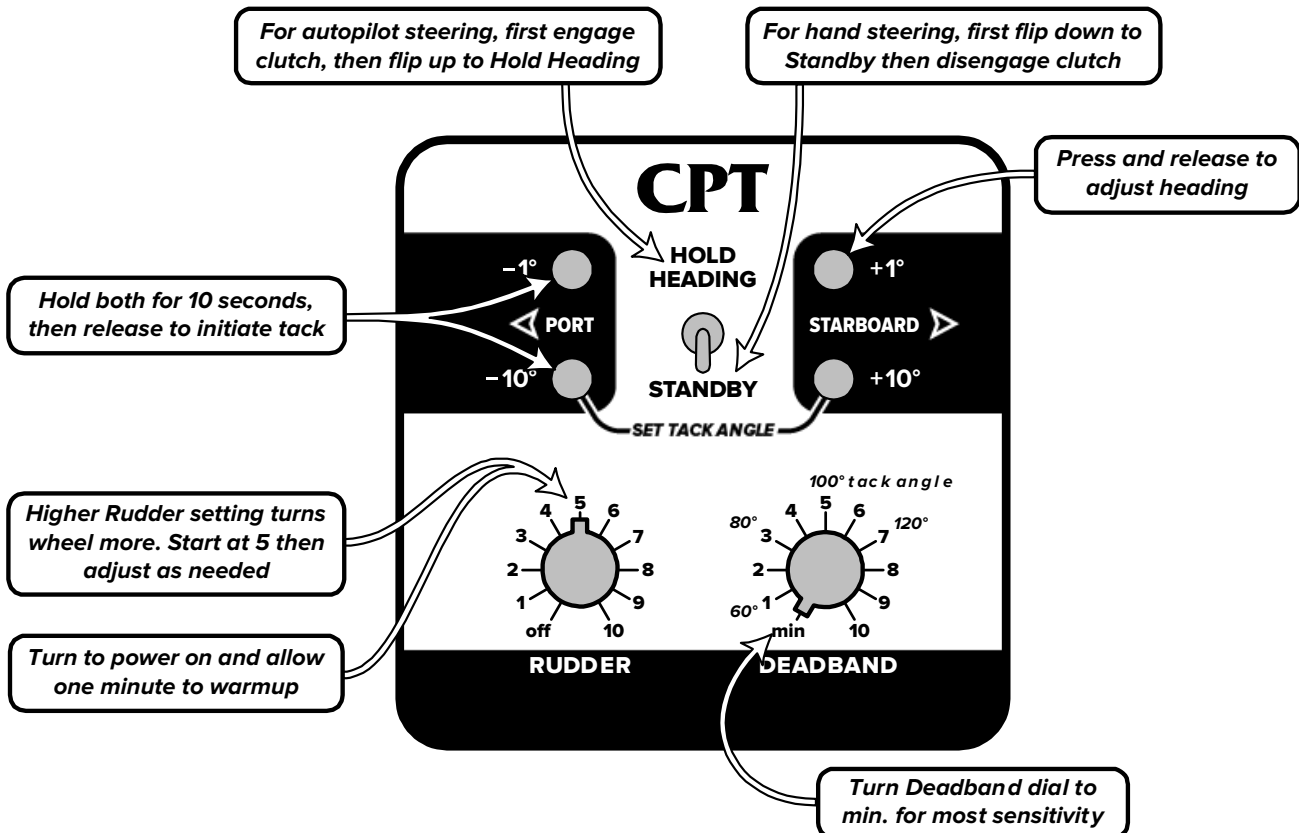 For autopilot steering, first engage
clutch, then flip up to Hold Heading
For hand steering, first flip down to
Standby then disengage clutch
Press and release to
adjust heading
CPT
HOLD
HEADING
−1°
+1°
Hold both for 10 seconds,
then release to initiate tack
PORT
STARBOARD
−10°
STANDBY
+10°
SET TACK ANGLE
Higher Rudder setting turns
wheel more. Start at 5 then
adjust as needed
Turn to power on and allow
one minute to warmup
off
1
2
3
4
5
6
7
8
9
10
RUDDER
100° tack angle
80°
120°
60°
min
1
2
3
4
5
6
7
8
9
10
DEADBAND
Turn Deadband dial to
min. for most sensitivity